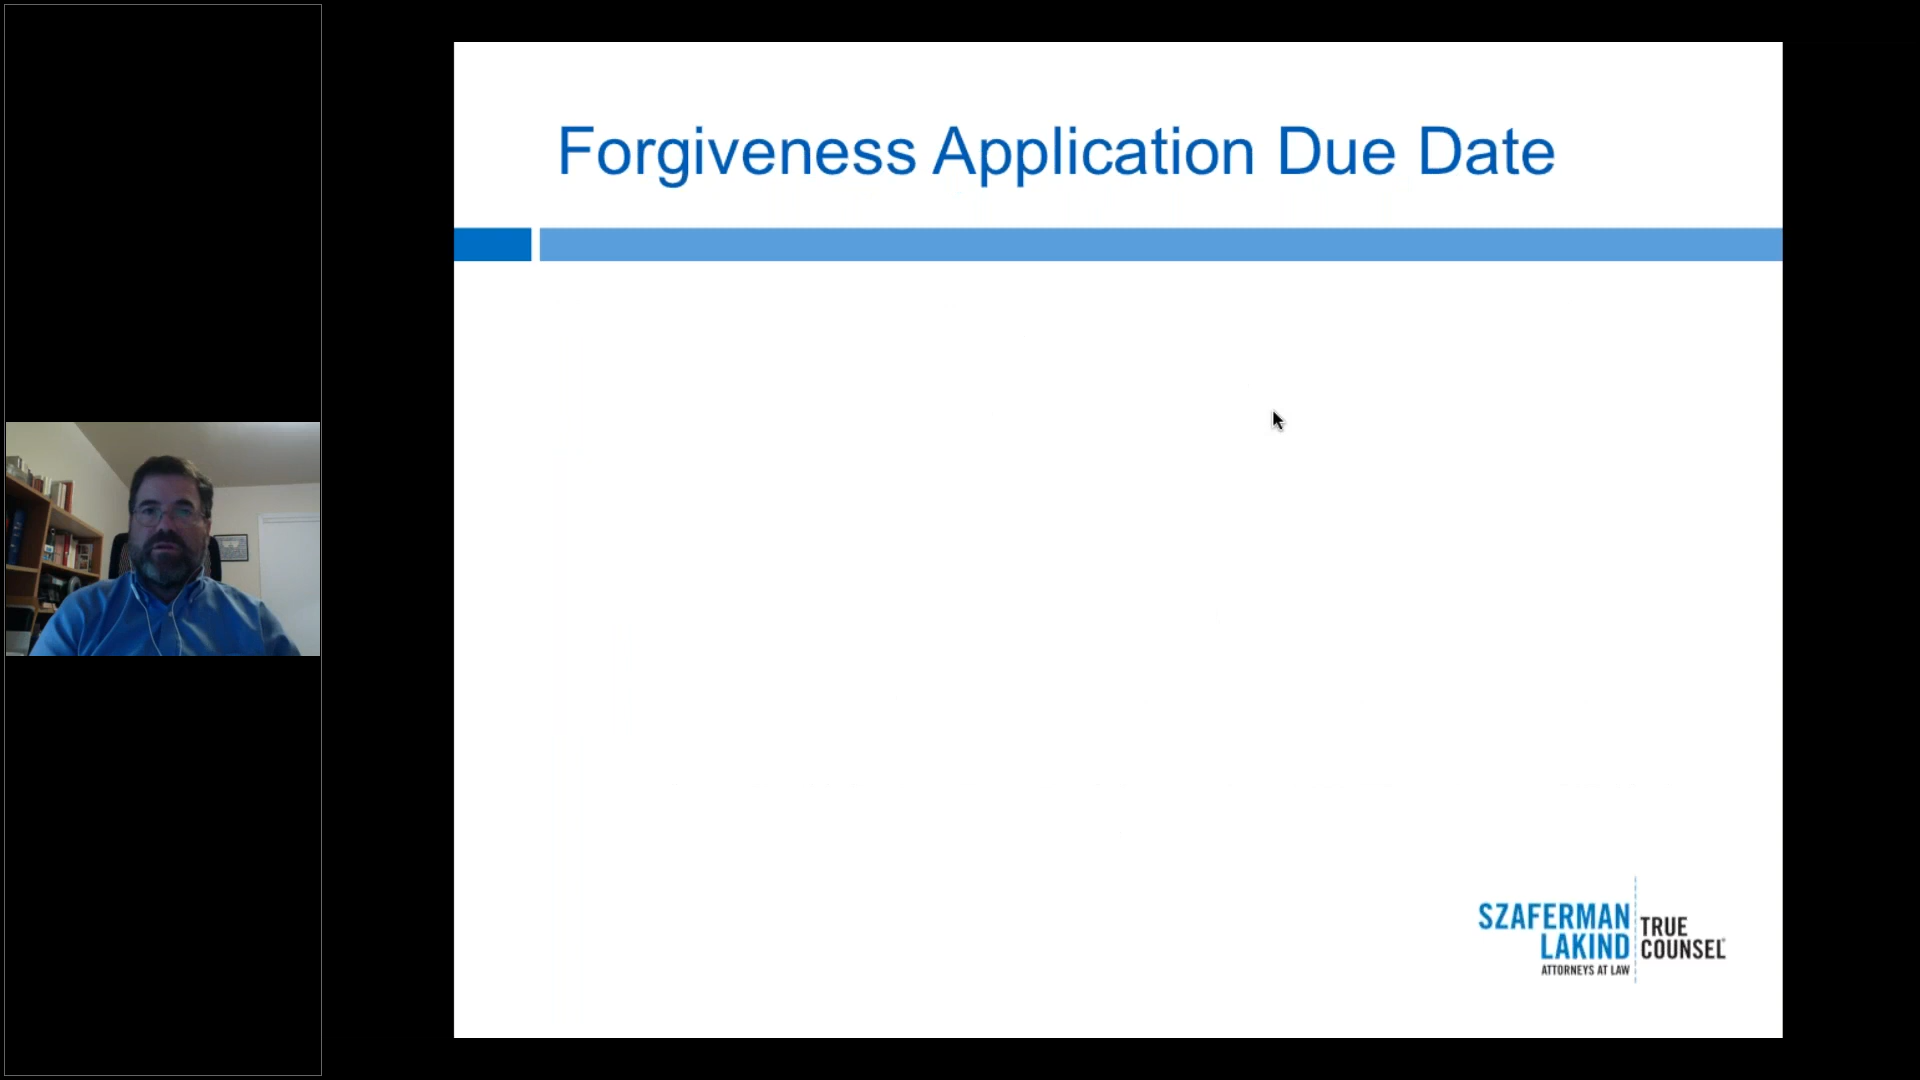 Forgiveness Application Due Date
SZAFERMAN
LAKIND
ATTORNEYS AT LAW
TRUE
COUNSEL